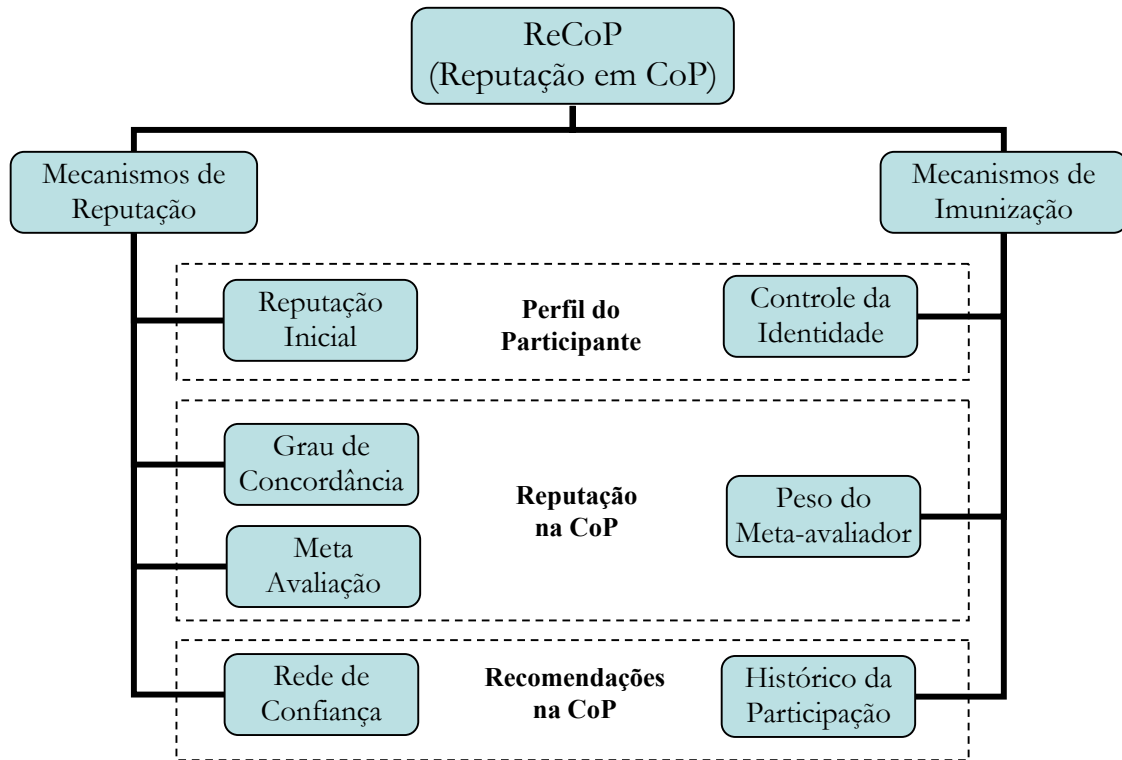 ReCoP
(Reputação em CoP)
Mecanismos de
Reputação
Mecanismos de
Imunização
Reputação
Inicial
Perfil do
Participante
Controle da
Identidade
Grau de
Concordância
Reputação
na CoP
Peso do
Meta-avaliador
Meta
Avaliação
Rede de
Confiança
Recomendações
na CoP
Histórico da
Participação